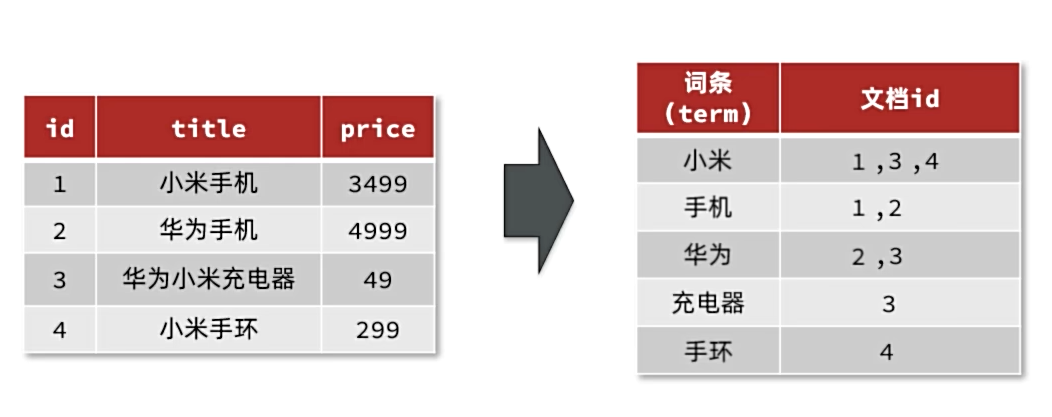 id title price
1 小米手机 3499
2 华为手机 4999
3 华为小米充电器 49
4 小米手环 299
词条
(term) 文档id
小米 1 ,3 ,4
手机 1 ,2
华为 2 ,3
充电器 3
手环 4